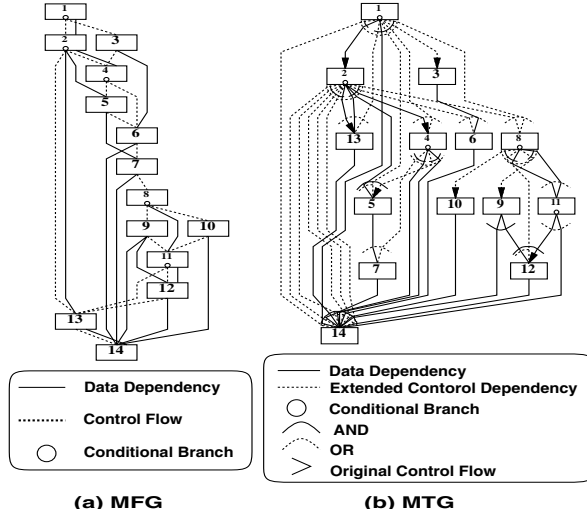 1
2
3
4
5
6
7
8
9
10
11
12
13
14
Data Dependency
Control Flow
Conditional Branch
(a) MFG
1
2
3
13
4
6
8
5
10
9
11
7
12
14
Data Dependency
Extended Contorol Dependency
Conditional Branch
AND
OR
Original Control Flow
(b) MTG